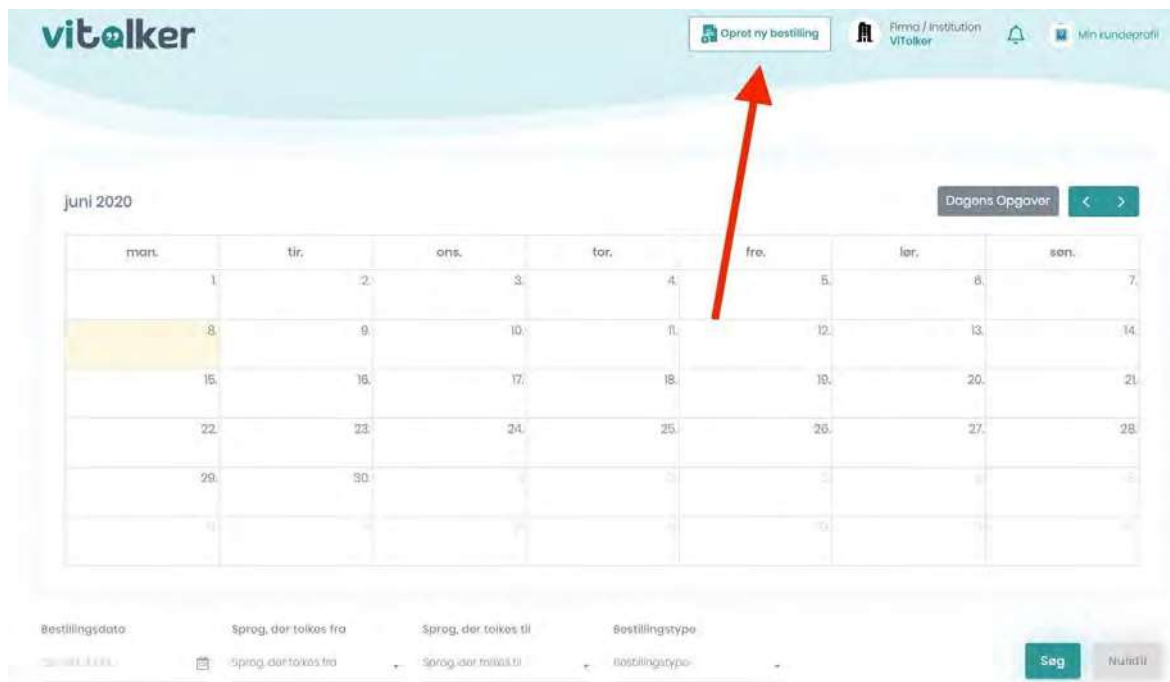 vitolker
Opret ny bestilling
Firma / Institution
ViTolker
Min kundeprofil
juni 2020
Dagens Opgaver
man. tir. ons. tor. fre. lør. søn.
1. 2. 3. 4. 5. 6. 7.
8. 9. 10. 11. 12. 13. 14.
15. 16. 17. 18. 19. 20. 21.
22. 23. 24. 25. 26. 27. 28.
29. 30.
Bestillingsdato Sprog, der tolkes fra Sprog, der tolkes til Bestillingstype
Sprog, der tolkes fra Sprog, der tolkes til Bestillingstype
Søg Nulstil